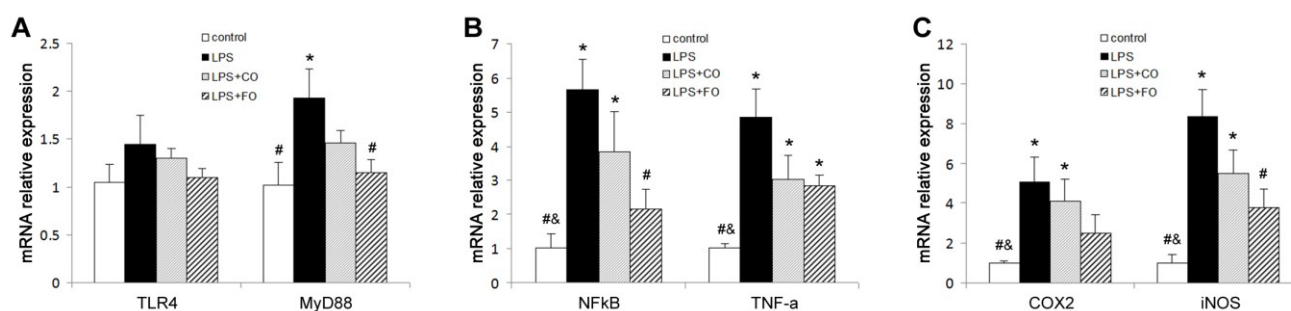 A
mRNA relative expression
2.5
2
1.5
1
0.5
0
control
LPS
LPS+CO
LPS+FO
*
#
#
TLR4
MyD88
B
mRNA relative expression
7
6
5
4
3
2
1
0
control
LPS
LPS+CO
LPS+FO
#&
*
*
#
#&
*
*
*
NFkB
TNF-a
C
mRNA relative expression
12
10
8
6
4
2
0
control
LPS
LPS+CO
LPS+FO
#&
*
*
#&
*
*
#
COX2
iNOS